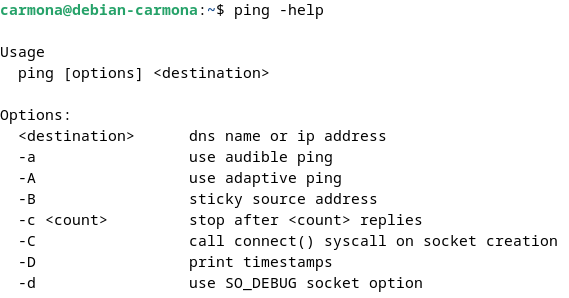 carmona@debian-carmona:~$ ping -help
Usage
ping [options] <destination>
Options:
<destination> dns name or ip address
-a use audible ping
-A use adaptive ping
-B sticky source address
-c <count> stop after <count> replies
-C call connect() syscall on socket creation
-D print timestamps
-d use SO_DEBUG socket option